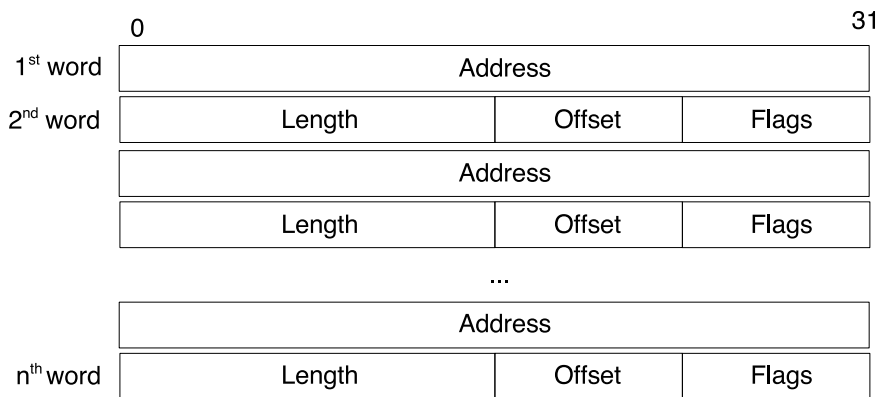 0 31
1st word Address
2nd word Length Offset Flags
Address
Length Offset Flags
...
Address
nth word Length Offset Flags